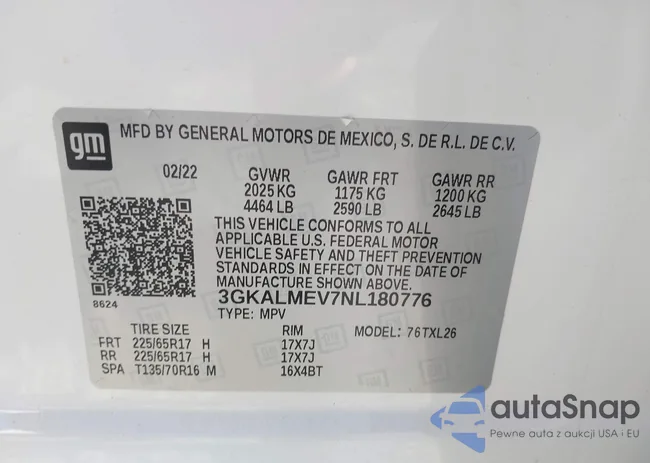 gm MFD BY GENERAL MOTORS DE MEXICO, S. DE R.L. DE C.V.
02/22 GVWR GAWR FRT GAWR RR
2025 KG 1175 KG 1200 KG
4464 LB 2590 LB 2645 LB
THIS VEHICLE CONFORMS TO ALL
APPLICABLE U.S. FEDERAL MOTOR
VEHICLE SAFETY AND THEFT PREVENTION
STANDARDS IN EFFECT ON THE DATE OF
MANUFACTURE SHOWN ABOVE.
8624 3GKALMEV7NL180776
TYPE: MPV
TIRE SIZE RIM MODEL: 76TXL26
FRT 225/65R17 H 17X7J
RR 225/65R17 H 17X7J
SPA T135/70R16 M 16X4BT
autaSnap
Pewne auta z aukcji USA i EU